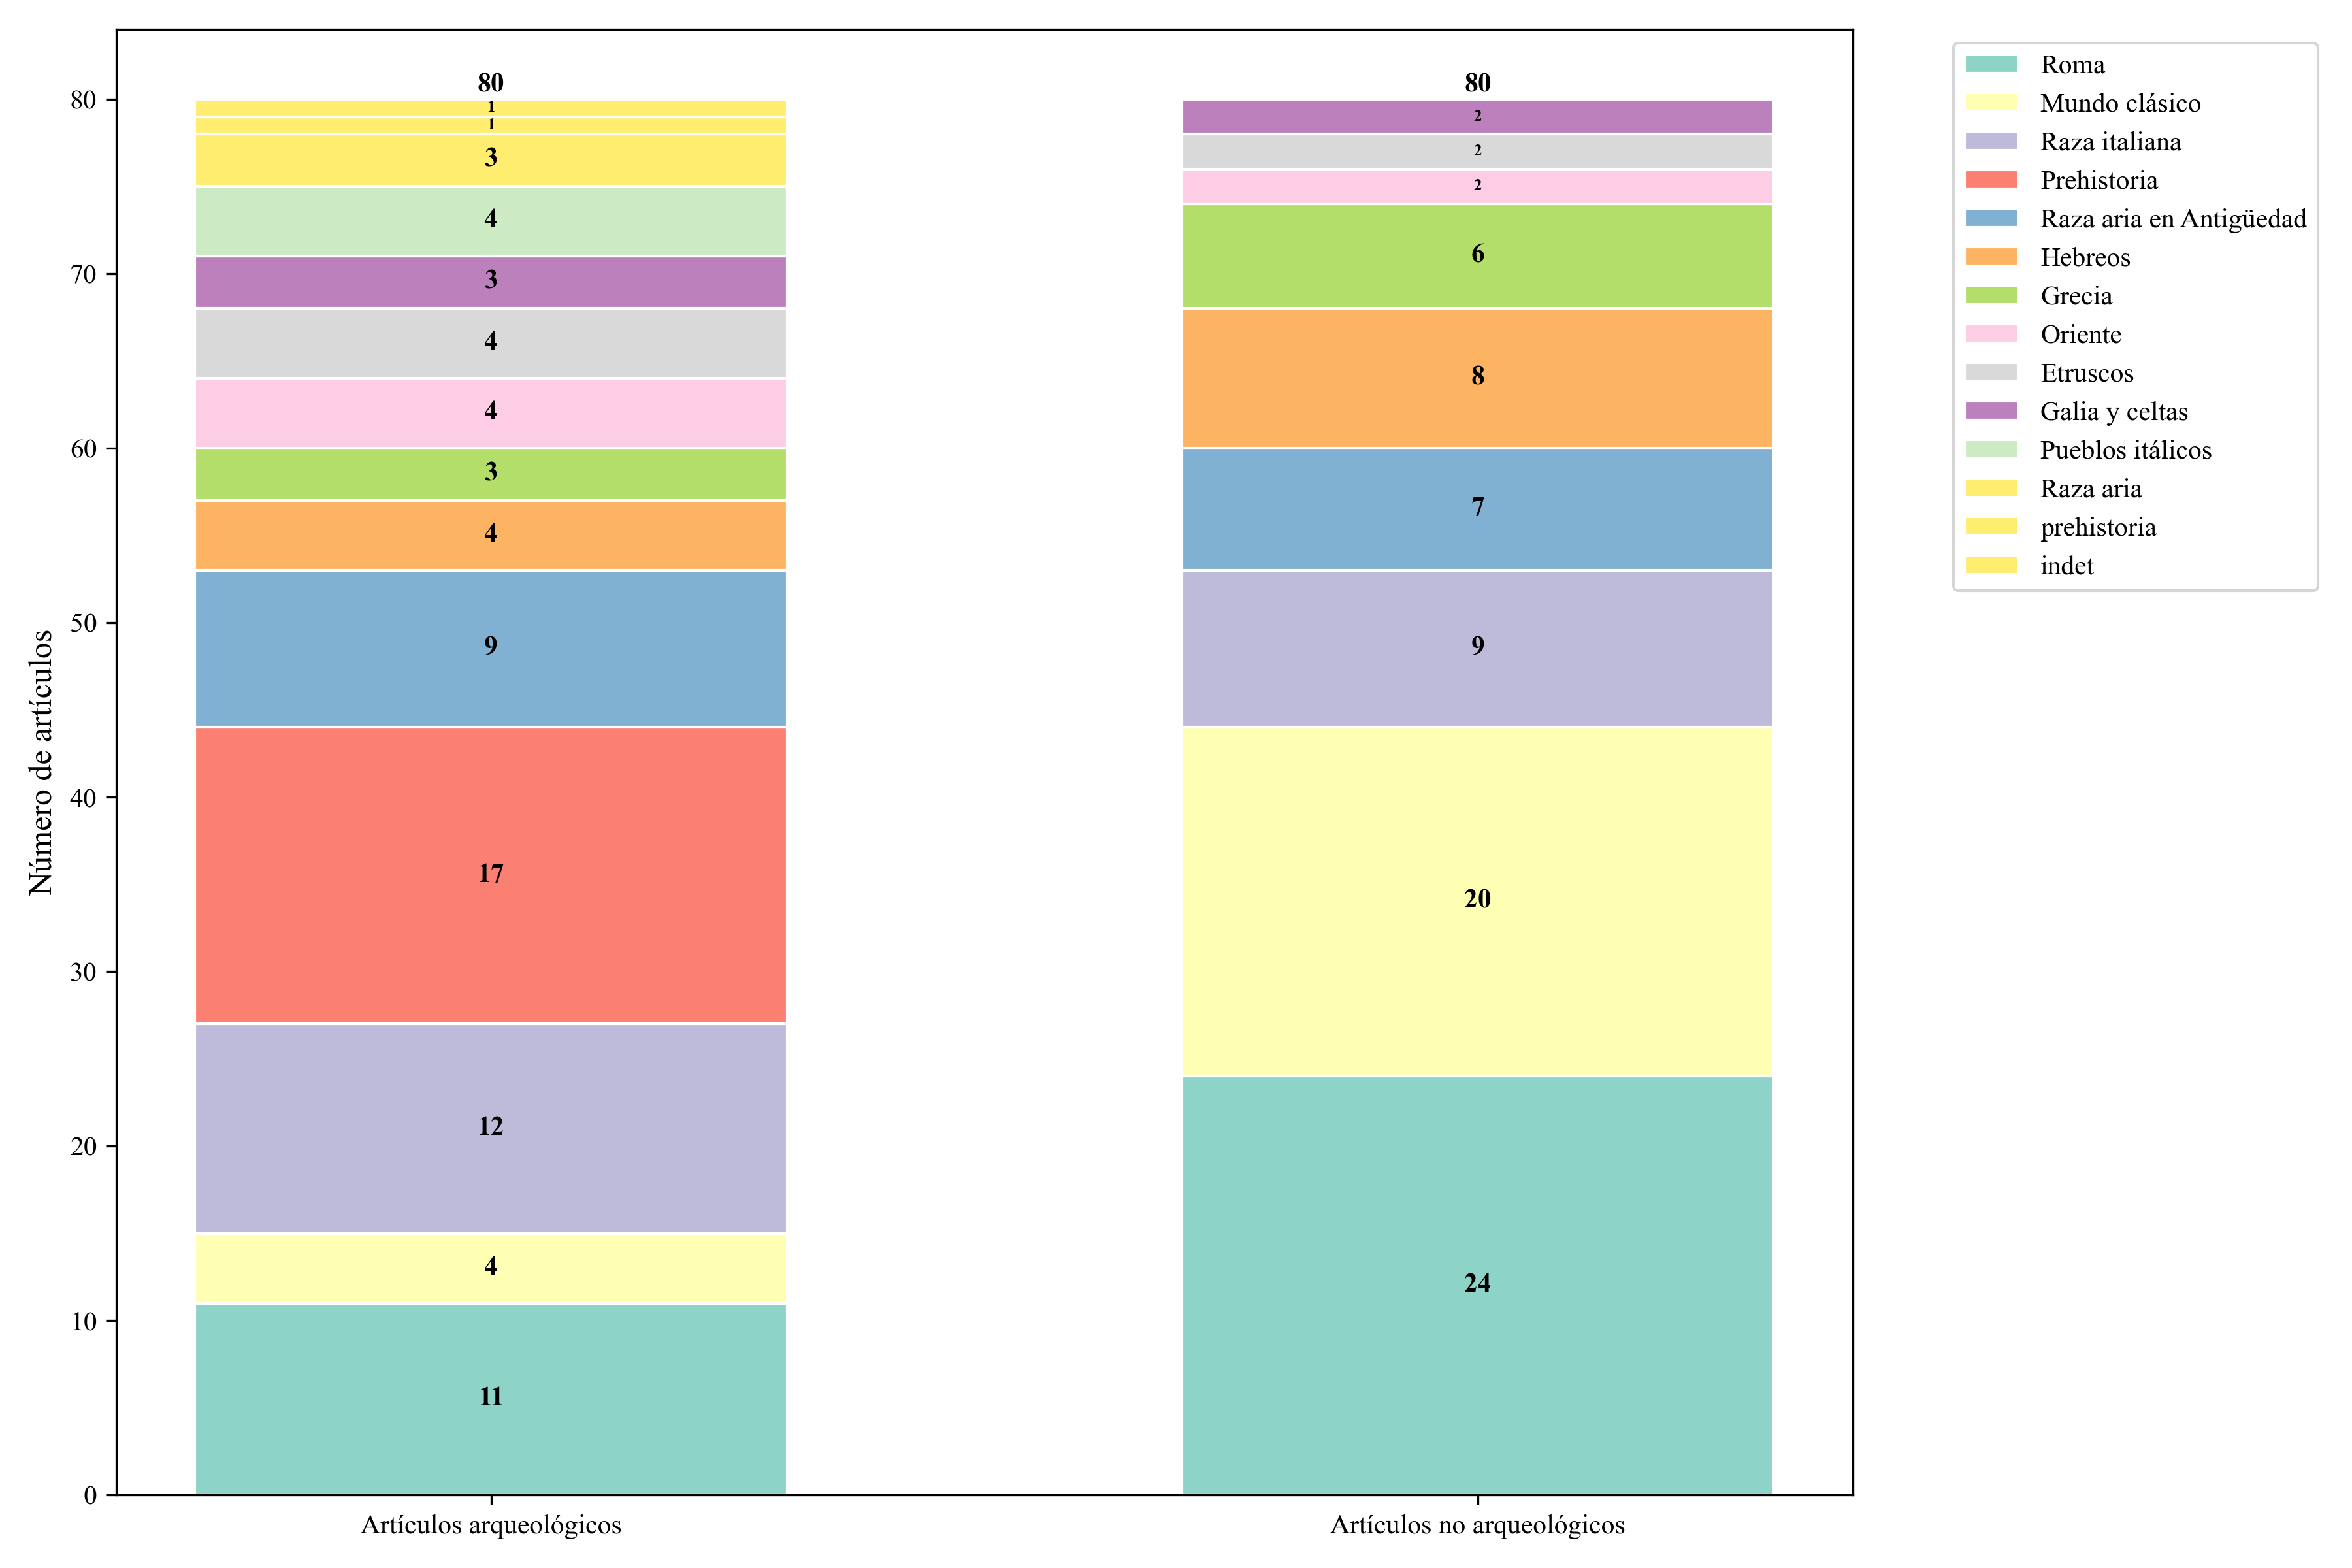 Número de artículos
80
70
60
50
40
30
20
10
0
80
1
1
3
4
3
4
4
3
4
9
17
12
4
11
Artículos arqueológicos
80
2
2
2
6
8
7
9
20
24
Artículos no arqueológicos
Roma
Mundo clásico
Raza italiana
Prehistoria
Raza aria en Antigüedad
Hebreos
Grecia
Oriente
Etruscos
Galia y celtas
Pueblos itálicos
Raza aria
prehistoria
indet